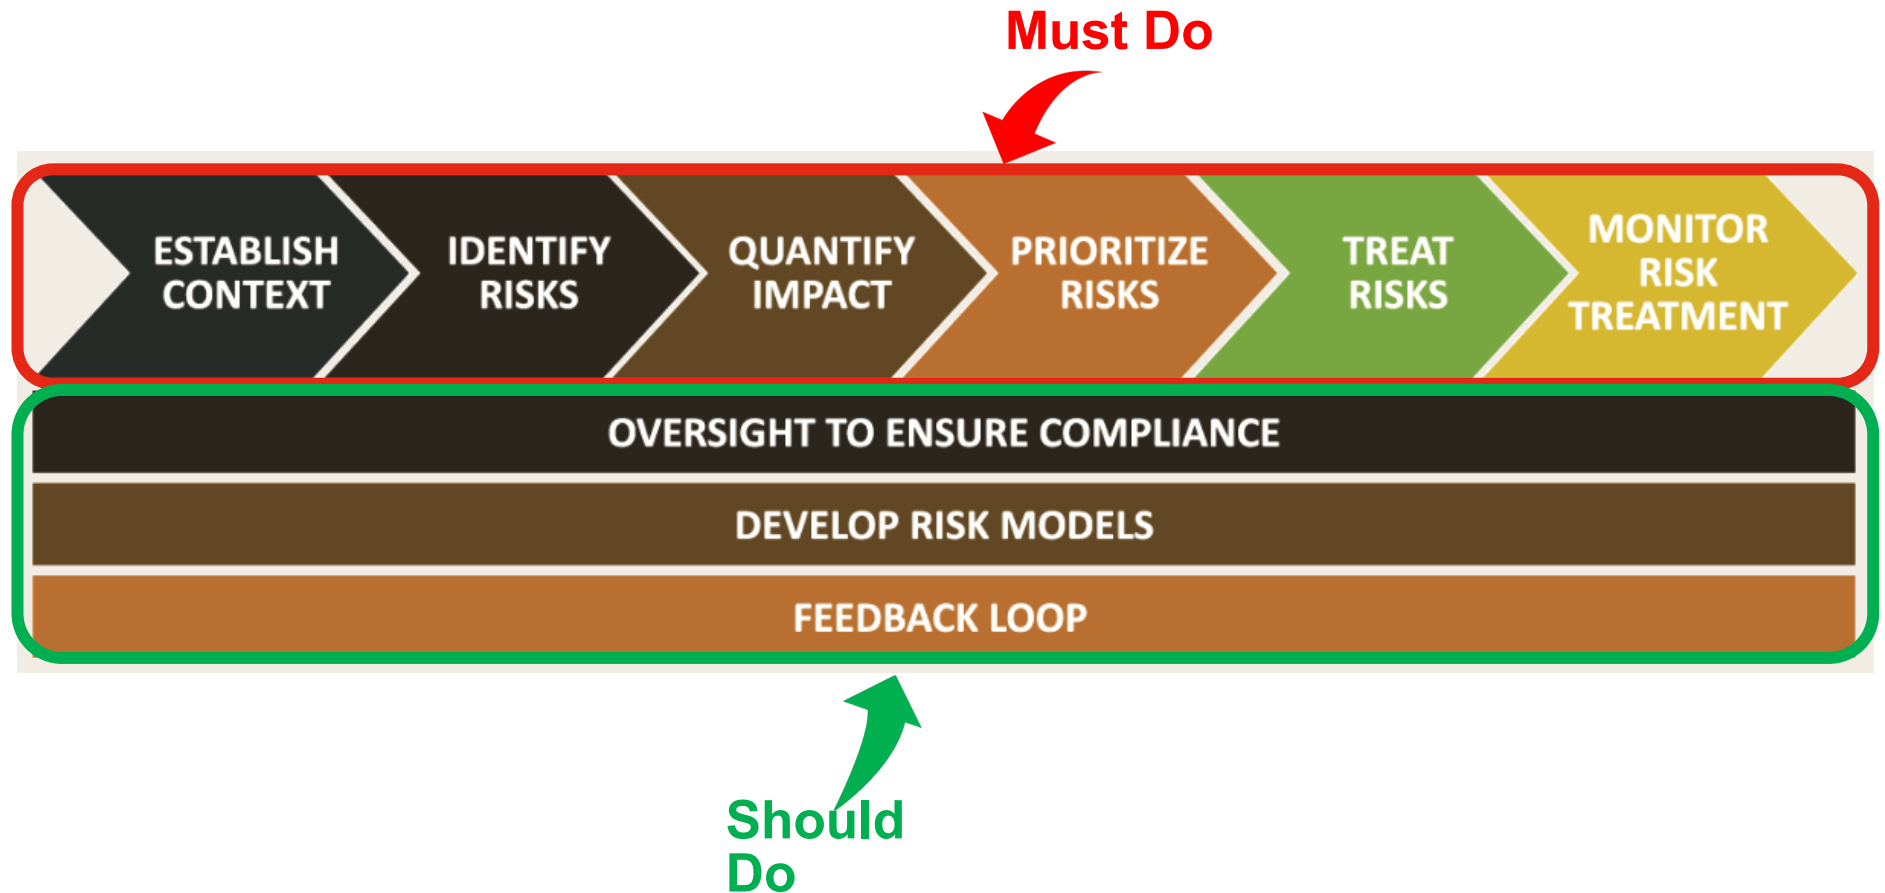 Must Do
ESTABLISH
CONTEXT
IDENTIFY
RISKS
QUANTIFY
IMPACT
PRIORITIZE
RISKS
TREAT
RISKS
MONITOR
RISK
TREATMENT
OVERSIGHT TO ENSURE COMPLIANCE
DEVELOP RISK MODELS
FEEDBACK LOOP
Should
Do